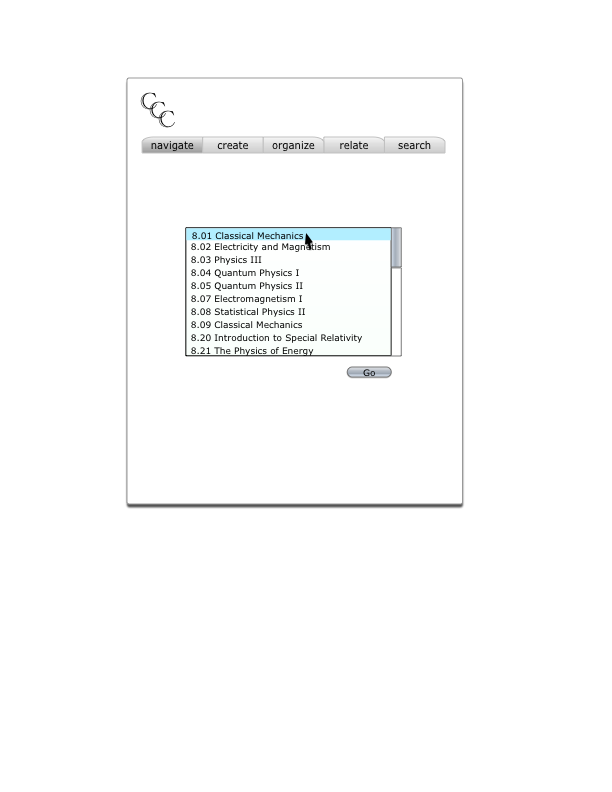 CCC
navigate create organize relate search
8.01 Classical Mechanics
8.02 Electricity and Magnetism
8.03 Physics III
8.04 Quantum Physics I
8.05 Quantum Physics II
8.07 Electromagnetism I
8.08 Statistical Physics II
8.09 Classical Mechanics
8.20 Introduction to Special Relativity
8.21 The Physics of Energy
Go